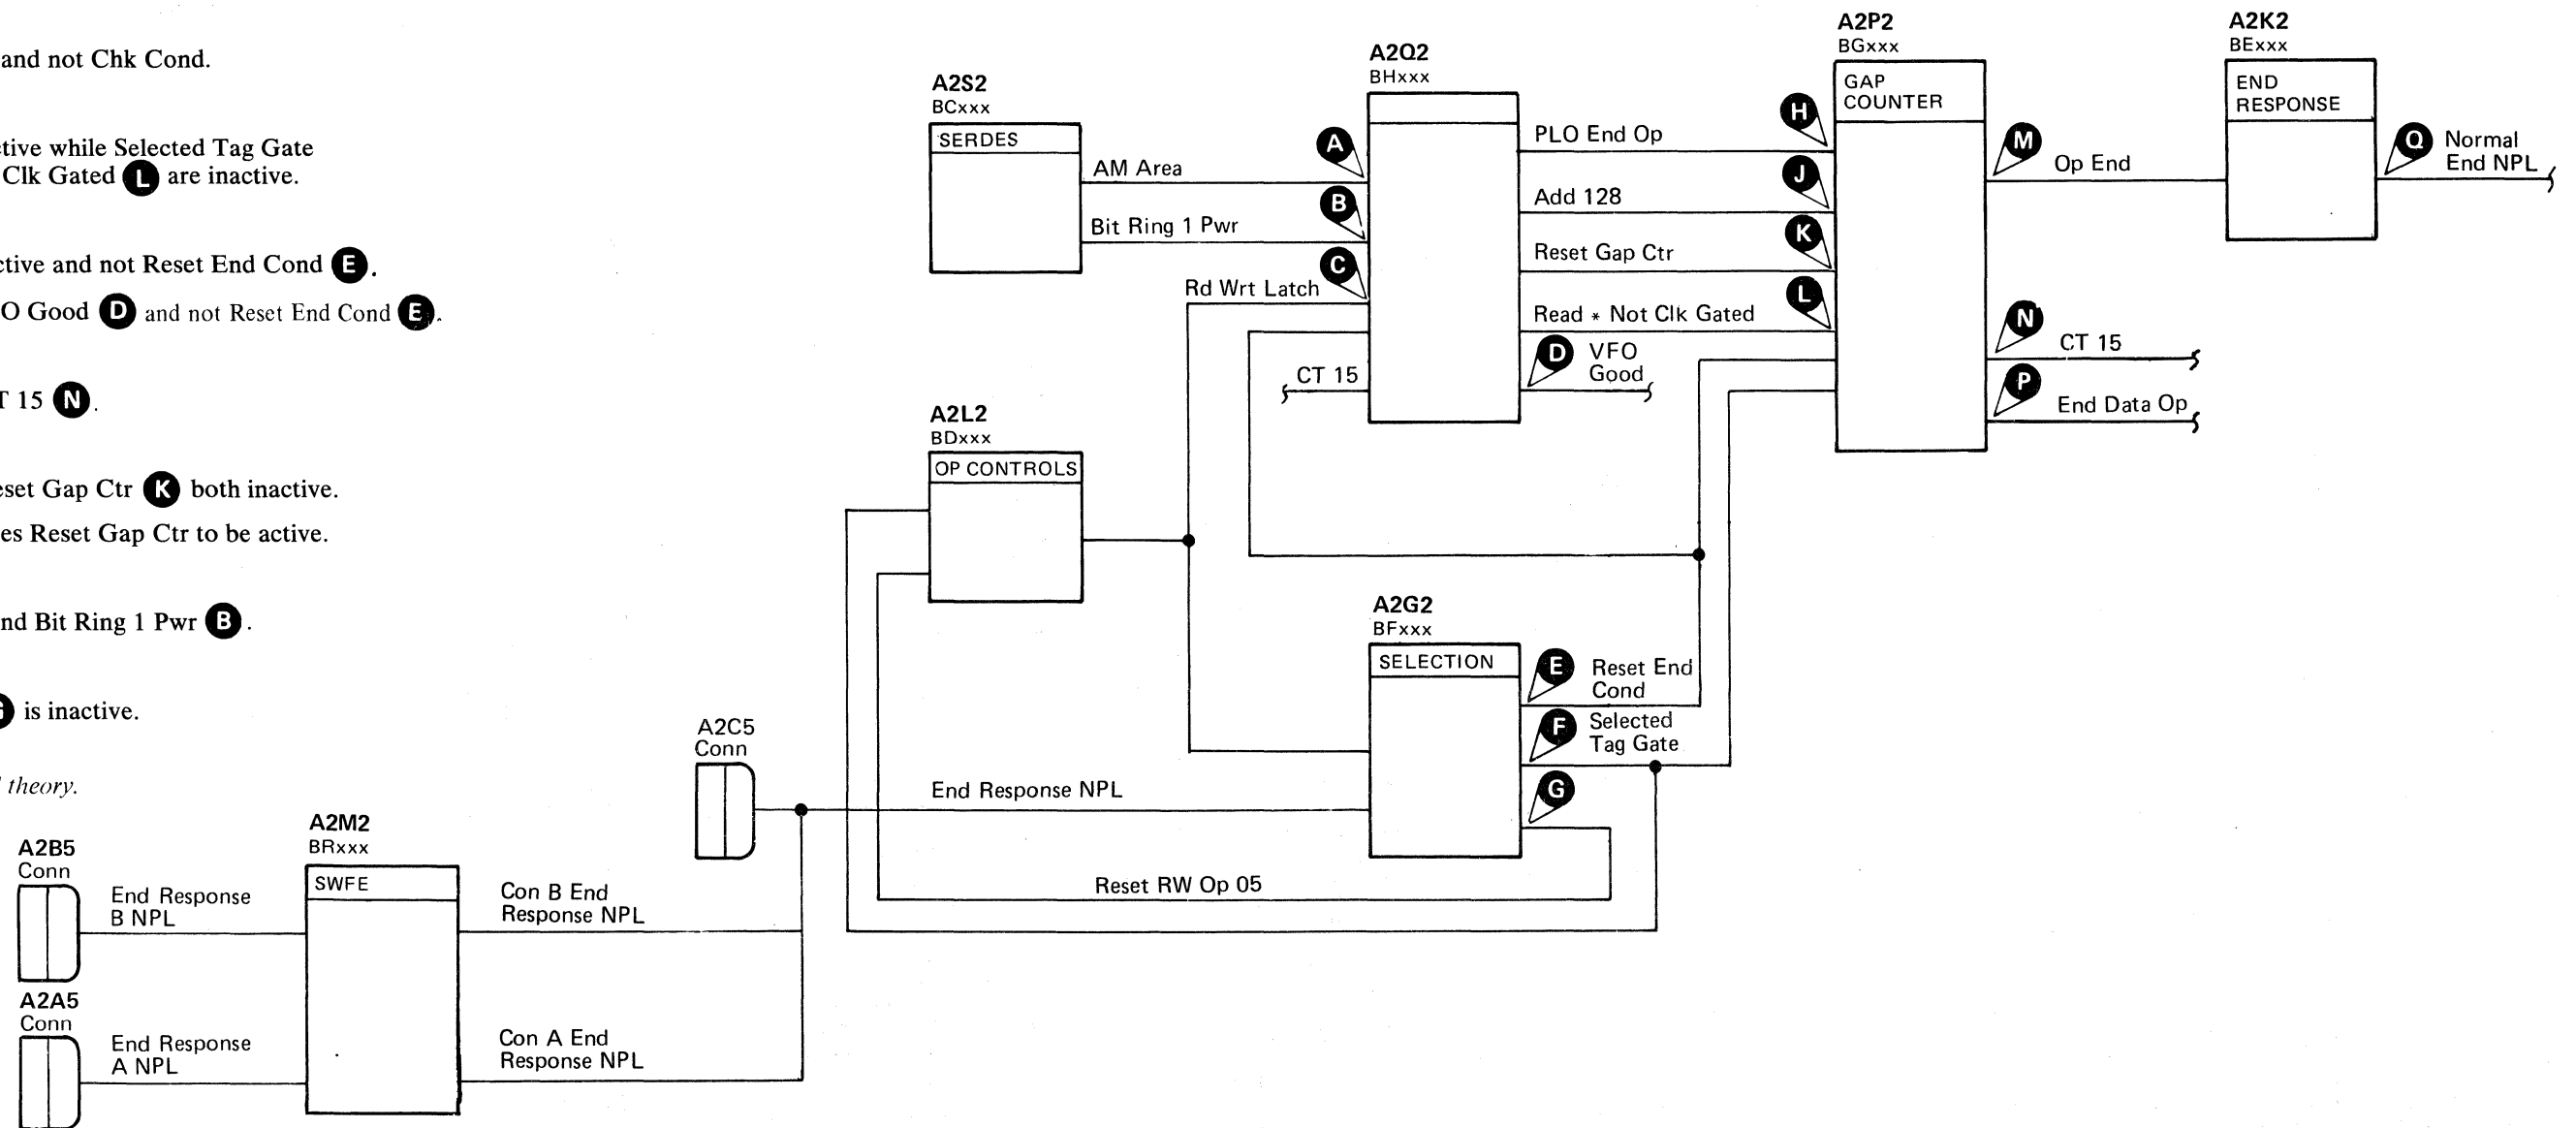 and not Chk Cond.
while Selected Tag Gate
Clk Gated L are inactive.
and not Reset End Cond E.
O Good D and not Reset End Cond E.
T 15 N.
Gap Ctr K both inactive.
es Reset Gap Ctr to be active.
Bit Ring 1 Pwr B.
G is inactive.
theory.
A2S2
BCxxx
SERDES
AM Area
Bit Ring 1 Pwr
A
B
C
Rd Wrt Latch
CT 15
A2Q2
BHxxx
PLO End Op
Add 128
Reset Gap Ctr
Read * Not Clk Gated
D
VFO
Good
H
J
K
L
A2P2
BGxxx
GAP
COUNTER
M
Op End
N
CT 15
P
End Data Op
A2K2
BExxx
END
RESPONSE
Q
Normal
End NPL
A2L2
BDxxx
OP CONTROLS
A2G2
BFxxx
SELECTION
E
Reset End
Cond
F
Selected
Tag Gate
G
A2C5
Conn
End Response NPL
Reset RW Op 05
A2B5
Conn
End Response
B NPL
A2M2
BRxxx
SWFE
Con B End
Response NPL
A2A5
Conn
End Response
A NPL
Con A End
Response NPL